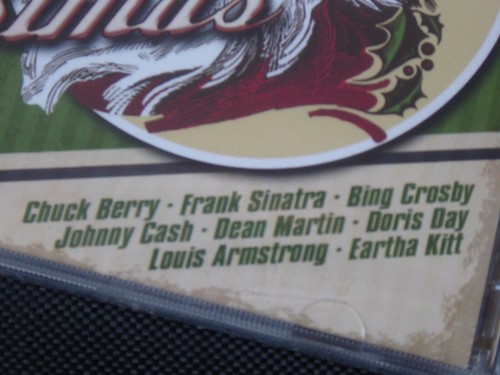 Chuck Berry · Frank Sinatra · Bing Crosby
Johnny Cash · Dean Martin · Doris Day
Louis Armstrong · Eartha Kitt